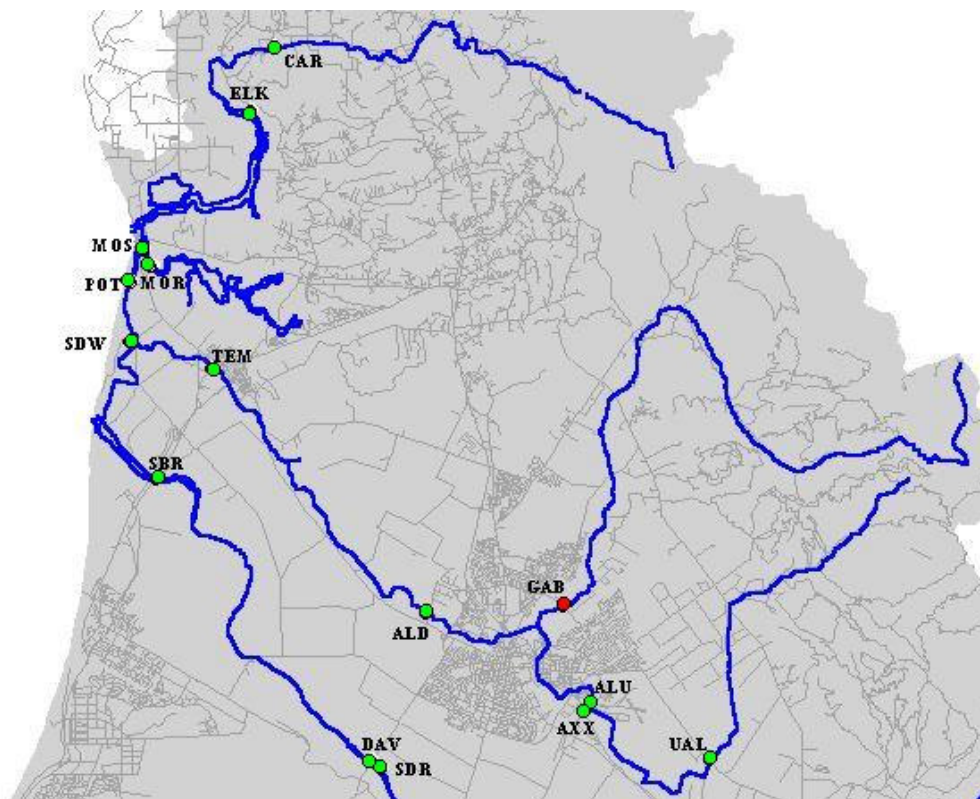 CAR
ELK
MOS
POT
MOR
SDW
TEM
SBR
GAB
ALD
ALU
AXX
DAV
UAL
SDR